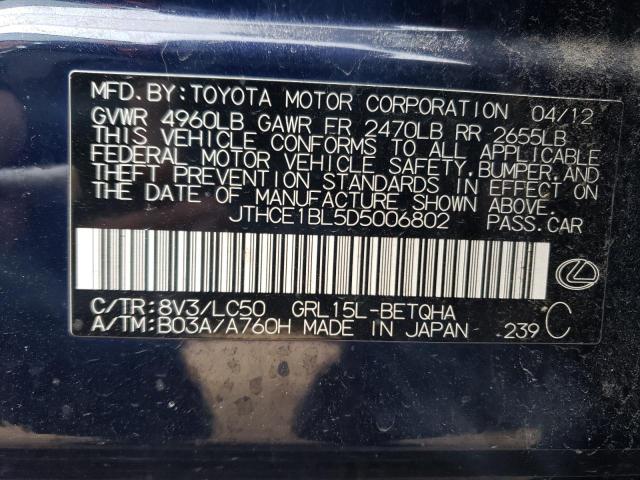 MFD.BY:TOYOTA MOTOR CORPORATION 04/12
GVWR 4960LB GAWR FR 2470LB RR 2655LB
THIS VEHICLE CONFORMS TO ALL APPLICABLE
FEDERAL MOTOR VEHICLE SAFETY,BUMPER,AND
THEFT PREVENTION STANDARDS IN EFFECT ON
THE DATE OF MANUFACTURE SHOWN ABOVE.
JTHCE1BL5D5006802 PASS.CAR
C/TR:8V3/LC50 GRL15L-BETQHA
A/TM:B03A/A760H MADE IN JAPAN 239 C